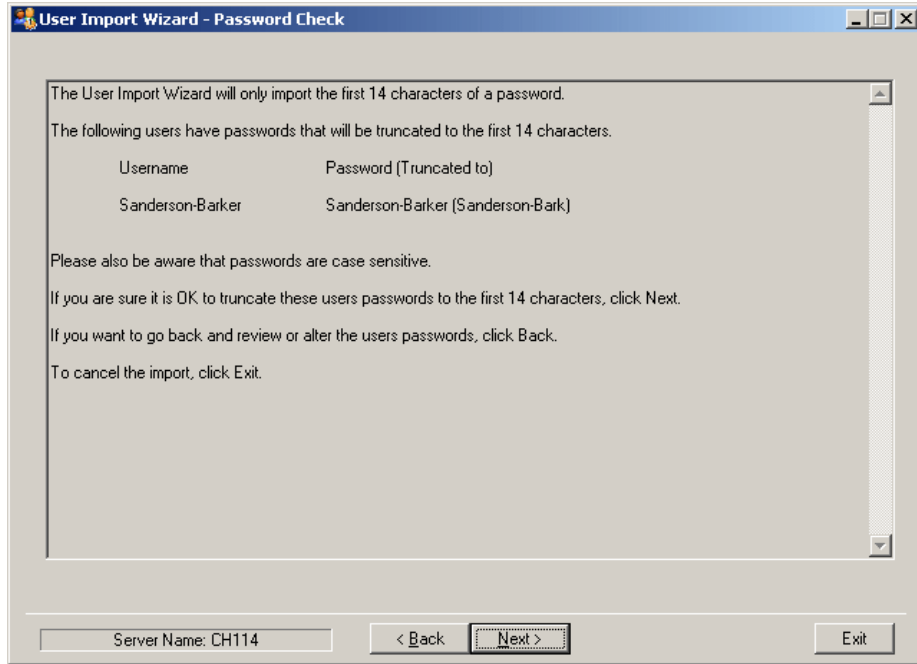 User Import Wizard - Password Check
The User Import Wizard will only import the first 14 characters of a password.
The following users have passwords that will be truncated to the first 14 characters.
Username Password (Truncated to)
Sanderson-Barker Sanderson-Barker (Sanderson-Bark)
Please also be aware that passwords are case sensitive.
If you are sure it is OK to truncate these users passwords to the first 14 characters, click Next.
If you want to go back and review or alter the users passwords, click Back.
To cancel the import, click Exit.
Server Name: CH114 < Back Next > Exit